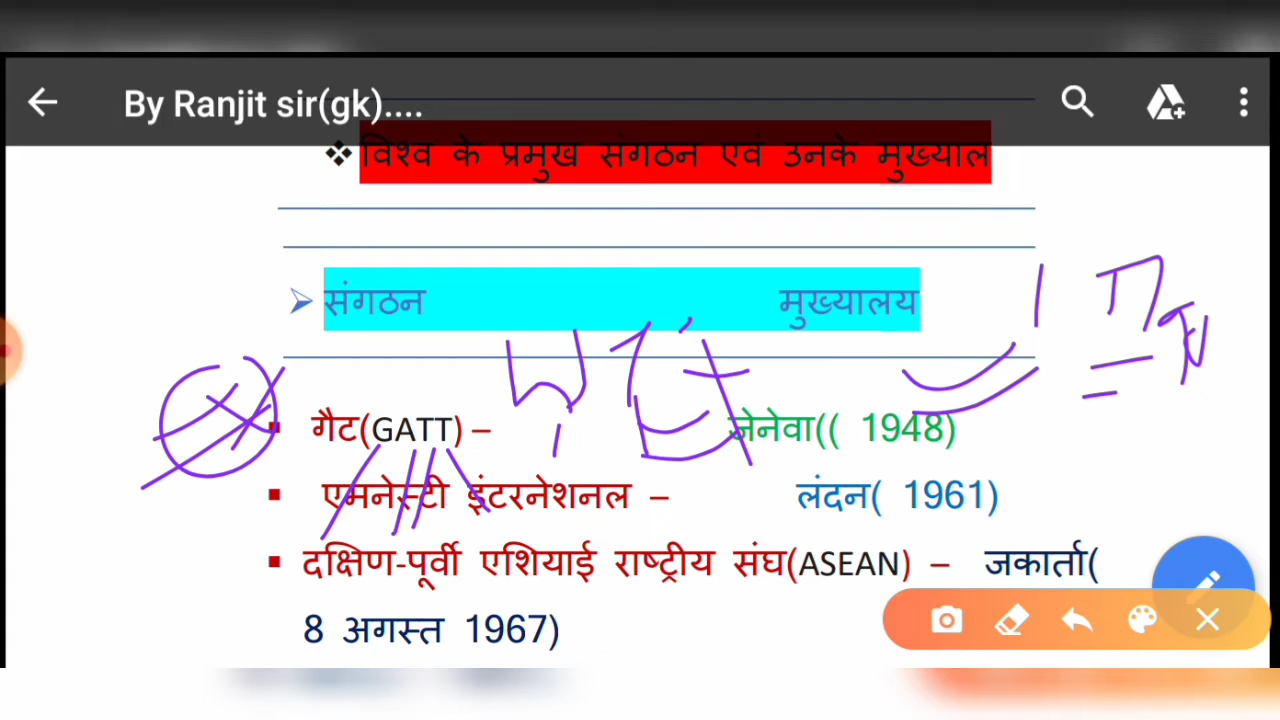 By Ranjit sir(gk)....
विश्व के प्रमुख संगठन एवं उनके मुख्याल
संगठन मुख्यालय
गैट(GATT) – जेनेवा(( 1948)
एमनेस्टी इंटरनेशनल – लंदन( 1961)
दक्षिण-पूर्वी एशियाई राष्ट्रीय संघ(ASEAN) – जकार्ता(
8 अगस्त 1967)